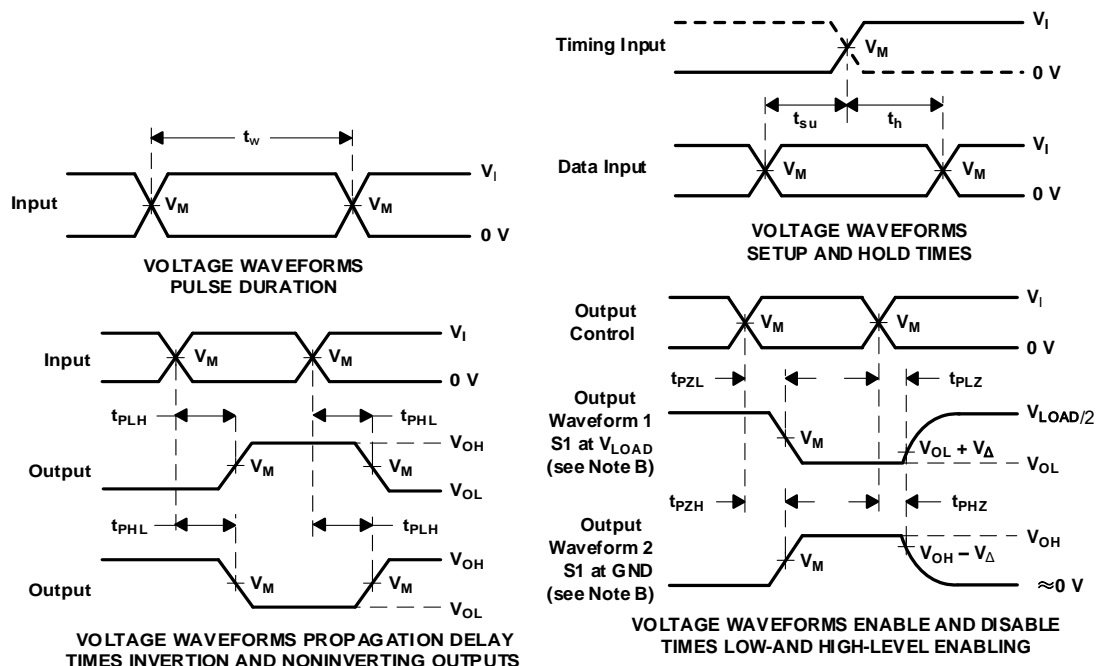 t_w
Input
V_M
V_M
V_I
0 V
VOLTAGE WAVEFORMS
PULSE DURATION
Timing Input
V_M
V_I
0 V
t_su
t_h
Data Input
V_M
V_M
V_I
0 V
VOLTAGE WAVEFORMS
SETUP AND HOLD TIMES
Input
V_M
V_M
V_I
0 V
t_PLH
t_PHL
Output
V_M
V_M
V_OH
V_OL
t_PHL
t_PLH
Output
V_M
V_M
V_OH
V_OL
VOLTAGE WAVEFORMS PROPAGATION DELAY
TIMES INVERTION AND NONINVERTING OUTPUTS
Output
Control
V_M
V_M
V_I
0 V
t_PZL
t_PLZ
Output
Waveform 1
S1 at V_LOAD
(see Note B)
V_M
V_LOAD/2
V_OL + V_Δ
V_OL
t_PZH
t_PHZ
Output
Waveform 2
S1 at GND
(see Note B)
V_M
V_OH
V_OH – V_Δ
≈0 V
VOLTAGE WAVEFORMS ENABLE AND DISABLE
TIMES LOW-AND HIGH-LEVEL ENABLING